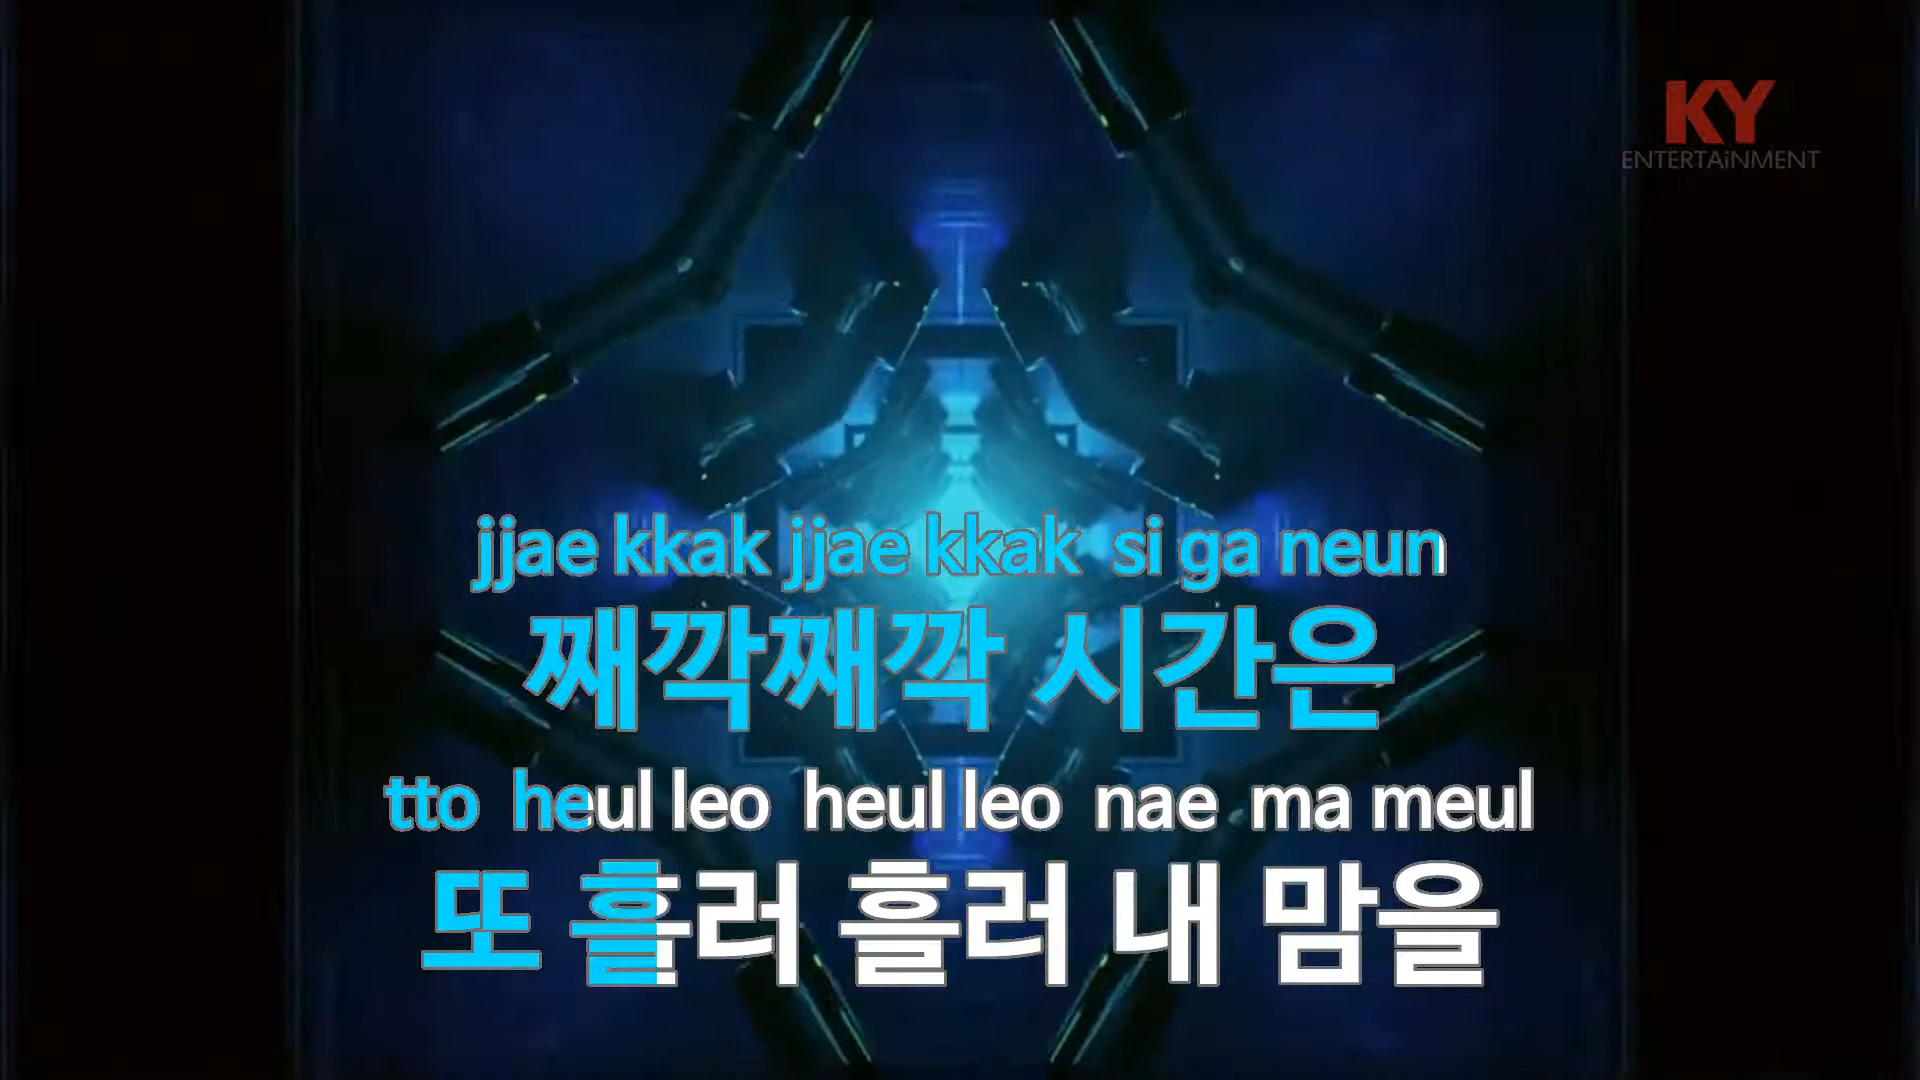 KY
ENTERTAiNMENT
jjae kkak jjae kkak si ga neun
째깍째깍 시간은
tto heul leo heul leo nae ma meul
또 흘러 흘러 내 맘을